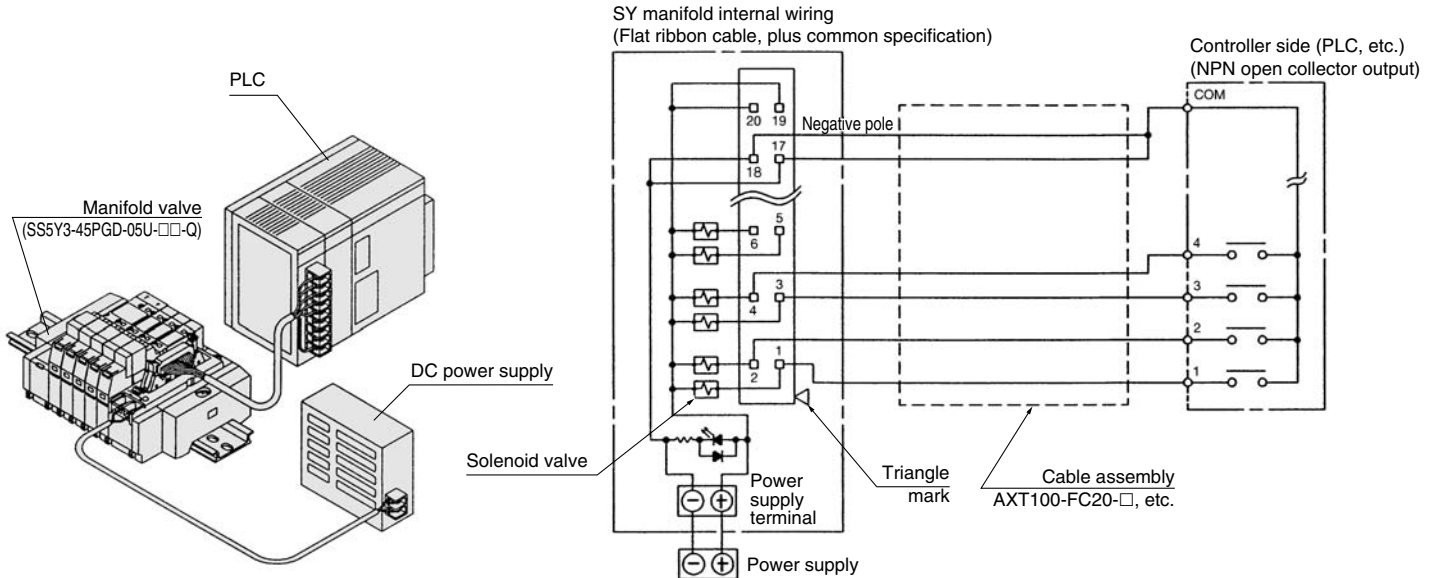 PLC
Manifold valve
(SS5Y3-45PGD-05U-□□-Q)
DC power supply
SY manifold internal wiring
(Flat ribbon cable, plus common specification)
Controller side (PLC, etc.)
(NPN open collector output)
COM
20 19
Negative pole
17
18
5
6
4
3
4
3
2
1
2
1
Solenoid valve
Triangle
mark
Cable assembly
AXT100-FC20-□, etc.
Power
supply
terminal
− +
− + Power supply